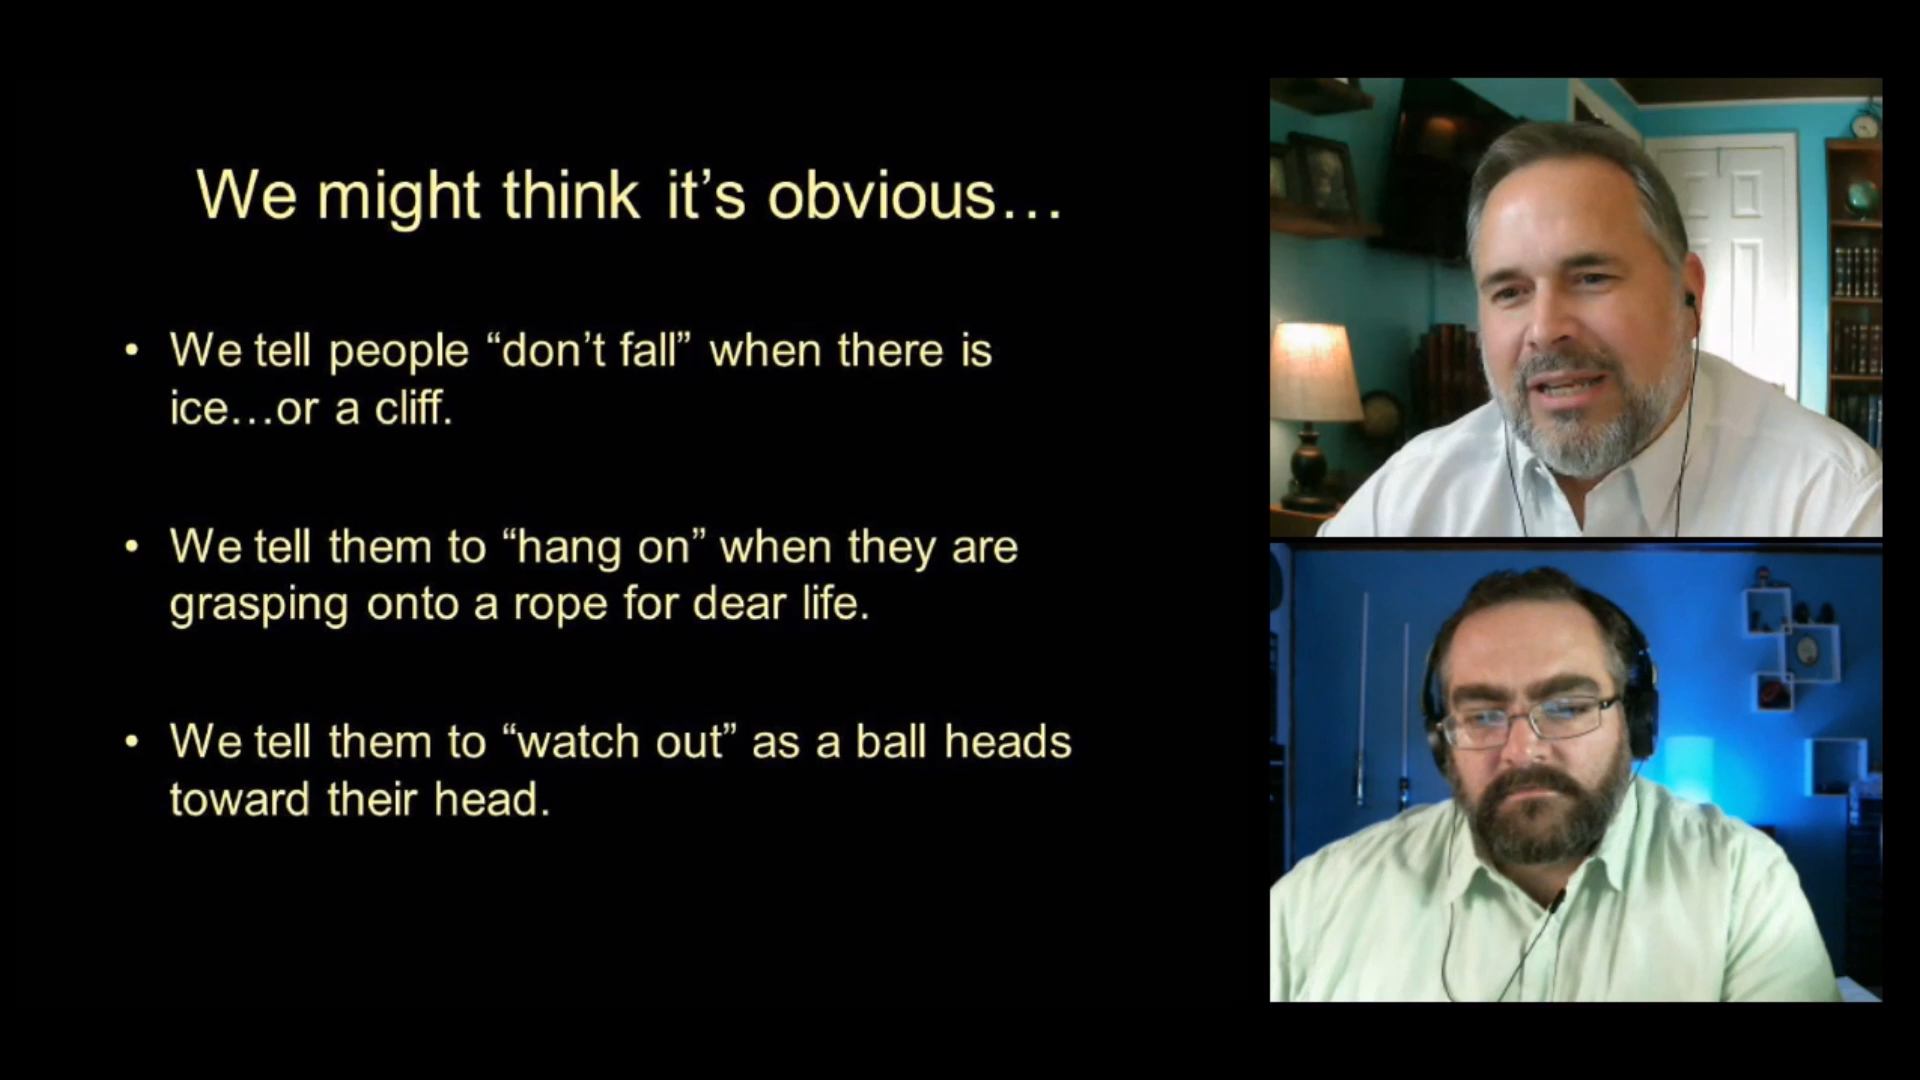 We might think it’s obvious…
• We tell people “don’t fall” when there is
ice…or a cliff.
• We tell them to “hang on” when they are
grasping onto a rope for dear life.
• We tell them to “watch out” as a ball heads
toward their head.